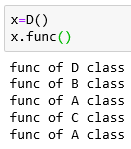 x=D()
x.func()
func of D class
func of B class
func of A class
func of C class
func of A class